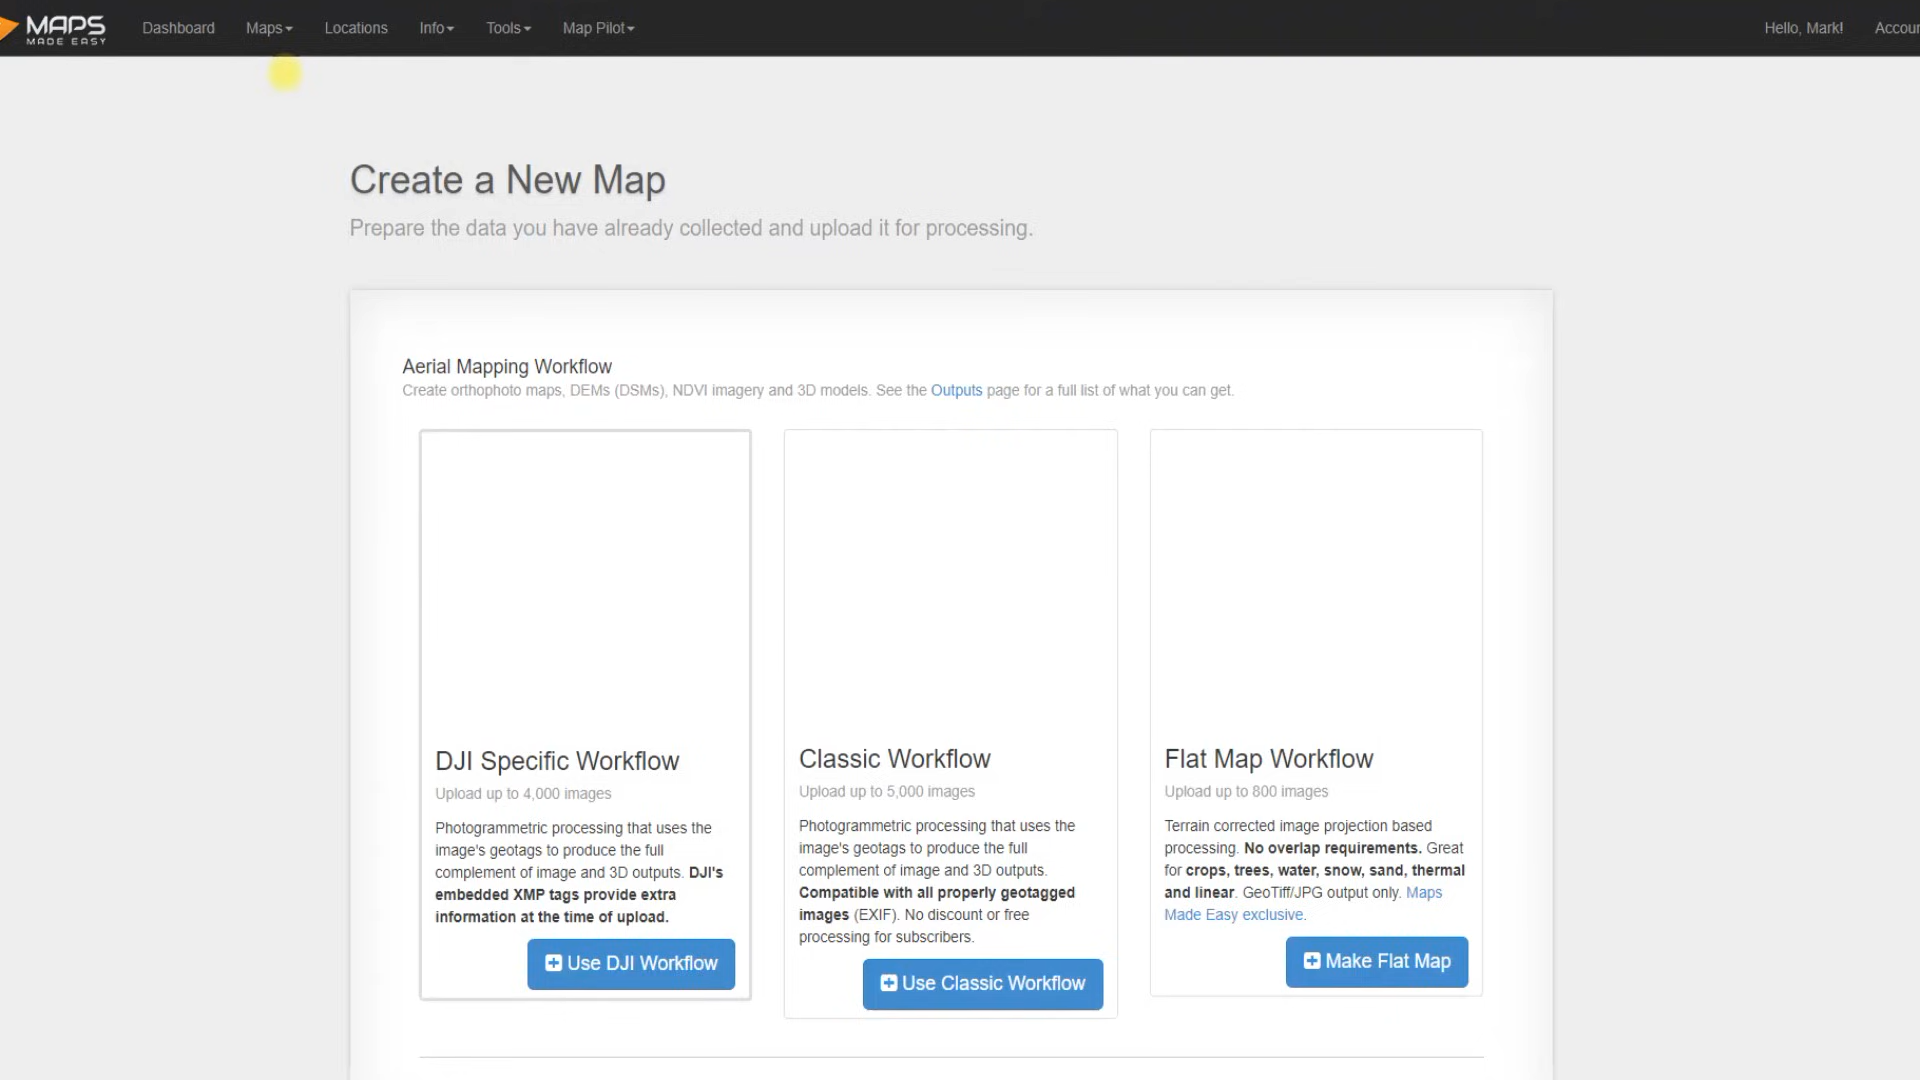 MAPS
MADE EASY
Dashboard
Maps
Locations
Info
Tools
Map Pilot
Hello, Mark!
Create a New Map
Prepare the data you have already collected and upload it for processing.
Aerial Mapping Workflow
Create orthophoto maps, DEMs (DSMs), NDVI imagery and 3D models. See the Outputs page for a full list of what you can get.
DJI Specific Workflow
Upload up to 4,000 images
Photogrammetric processing that uses the
image's geotags to produce the full
complement of image and 3D outputs. DJI's
embedded XMP tags provide extra
information at the time of upload.
Use DJI Workflow
Classic Workflow
Upload up to 5,000 images
Photogrammetric processing that uses the
image's geotags to produce the full
complement of image and 3D outputs.
Compatible with all properly geotagged
images (EXIF). No discount or free
processing for subscribers.
Use Classic Workflow
Flat Map Workflow
Upload up to 800 images
Terrain corrected image projection based
processing. No overlap requirements. Great
for crops, trees, water, snow, sand, thermal
and linear. GeoTiff/JPG output only. Maps
Made Easy exclusive.
Make Flat Map